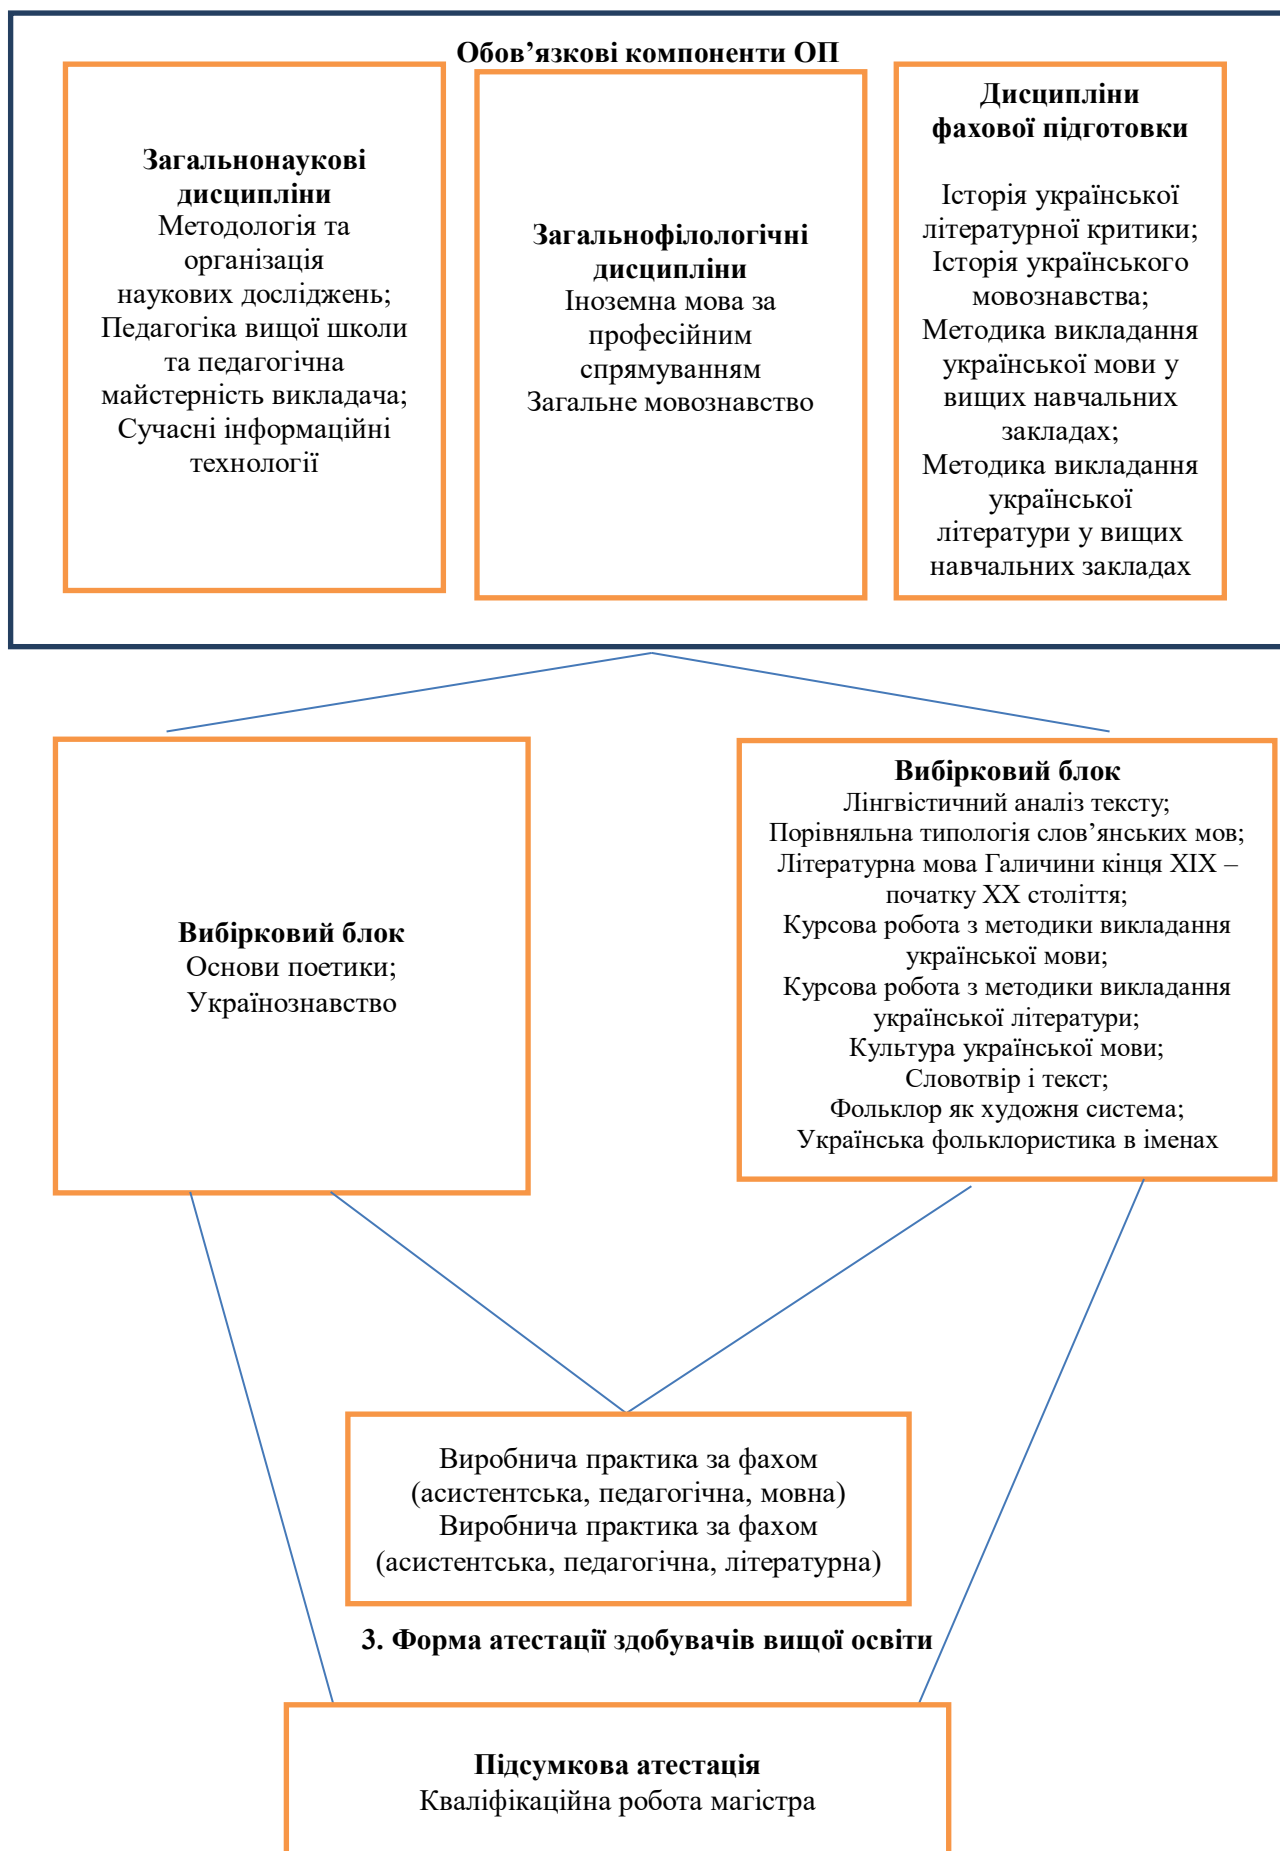 Обов’язкові компоненти ОП
Загальнонаукові
дисципліни
Методологія та
організація
наукових досліджень;
Педагогіка вищої школи
та педагогічна
майстерність викладача;
Сучасні інформаційні
технології
Загальнофілологічні
дисципліни
Іноземна мова за
професійним
спрямуванням
Загальне мовознавство
Дисципліни
фахової підготовки
Історія української
літературної критики;
Історія українського
мовознавства;
Методика викладання
української мови у
вищих навчальних
закладах;
Методика викладання
української
літератури у вищих
навчальних закладах
Вибірковий блок
Основи поетики;
Українознавство
Вибірковий блок
Лінгвістичний аналіз тексту;
Порівняльна типологія слов’янських мов;
Літературна мова Галичини кінця ХІХ –
початку ХХ століття;
Курсова робота з методики викладання
української мови;
Курсова робота з методики викладання
української літератури;
Культура української мови;
Словотвір і текст;
Фольклор як художня система;
Українська фольклористика в іменах
Виробнича практика за фахом
(асистентська, педагогічна, мовна)
Виробнича практика за фахом
(асистентська, педагогічна, літературна)
3. Форма атестації здобувачів вищої освіти
Підсумкова атестація
Кваліфікаційна робота магістра